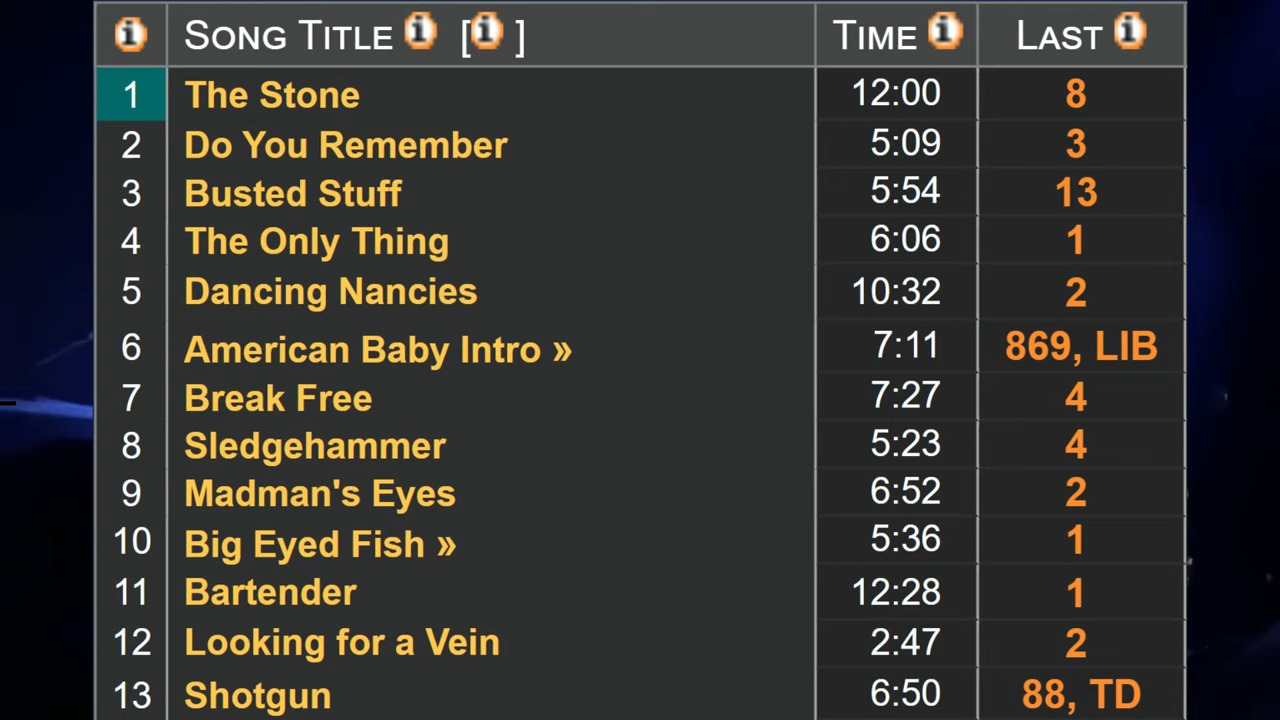 i Song Title i [i] Time i Last i
1 The Stone 12:00 8
2 Do You Remember 5:09 3
3 Busted Stuff 5:54 13
4 The Only Thing 6:06 1
5 Dancing Nancies 10:32 2
6 American Baby Intro » 7:11 869, LIB
7 Break Free 7:27 4
8 Sledgehammer 5:23 4
9 Madman's Eyes 6:52 2
10 Big Eyed Fish » 5:36 1
11 Bartender 12:28 1
12 Looking for a Vein 2:47 2
13 Shotgun 6:50 88, TD